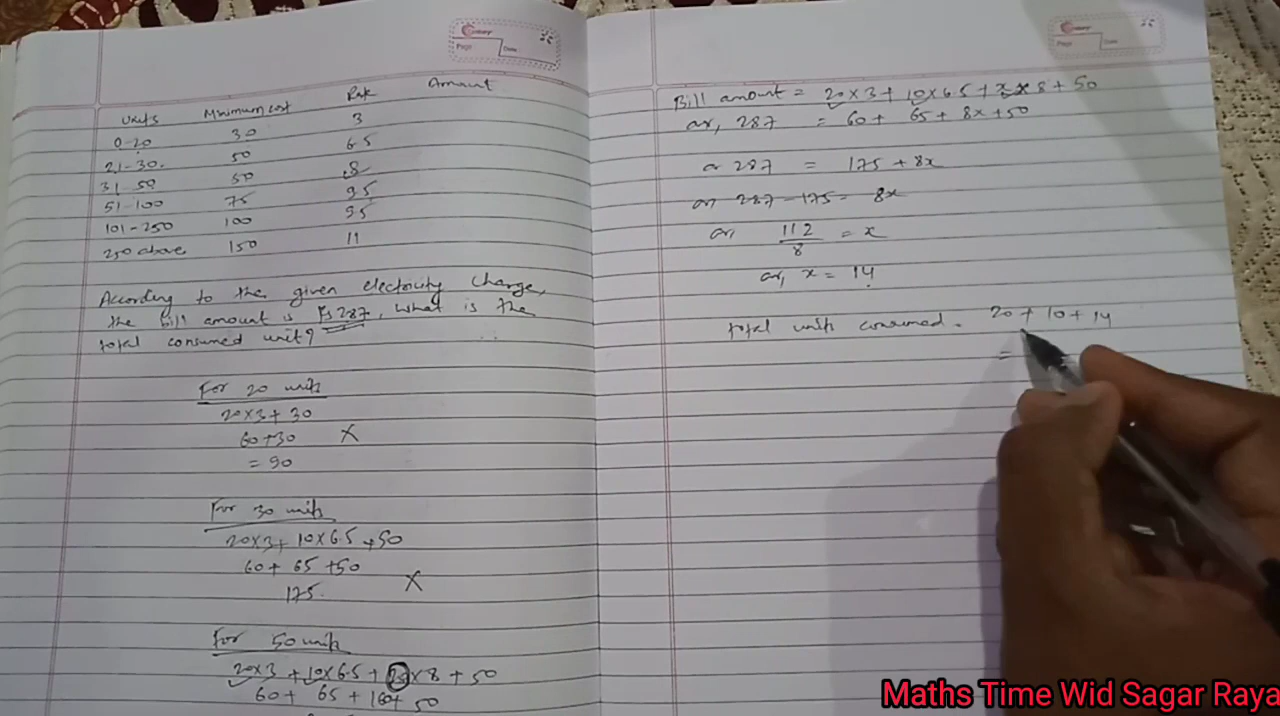 Century
Page
Date
Units Minimum cost Rate Amount
0-20 30 3
21-30. 50 6.5
31-50 50 8
51-100 75 9.5
101-250 100 9.5
250 above 150 11
According to the given electricity charge,
the bill amount is Rs 287, what is the
total consumed unit?
For 20 units
20×3+30
60+30 ×
= 90
For 30 units
20×3+ 10×6.5 +50
60+ 65 +50
175. ×
For 50 units
20×3 + 10×6.5 + 20×8 + 50
60+ 65 + 160+ 50
Century
Page
Date
Bill amount = 20×3+ 10×6.5 + x×8 + 50
or, 287 = 60+ 65+ 8x+50
or 287 = 175 + 8x
or 287-175= 8x
or, 112/8 = x
or, x = 14
total units consumed = 20+10+14
=
Maths Time Wid Sagar Raya